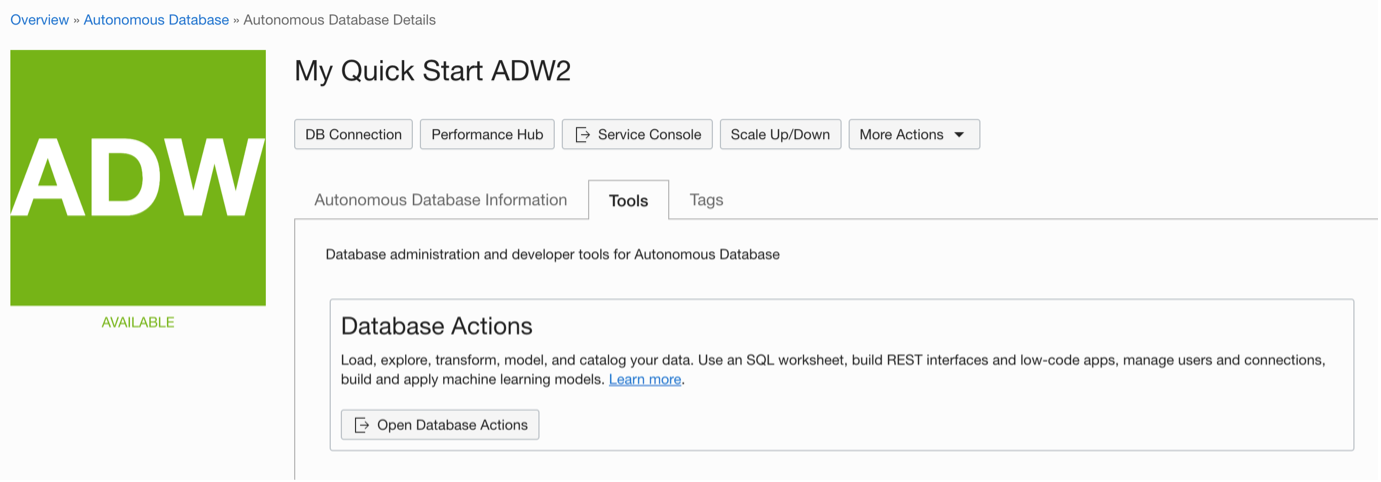 Overview » Autonomous Database » Autonomous Database Details
ADW
AVAILABLE
My Quick Start ADW2
DB Connection Performance Hub Service Console Scale Up/Down More Actions
Autonomous Database Information Tools Tags
Database administration and developer tools for Autonomous Database
Database Actions
Load, explore, transform, model, and catalog your data. Use an SQL worksheet, build REST interfaces and low-code apps, manage users and connections,
build and apply machine learning models. Learn more.
Open Database Actions